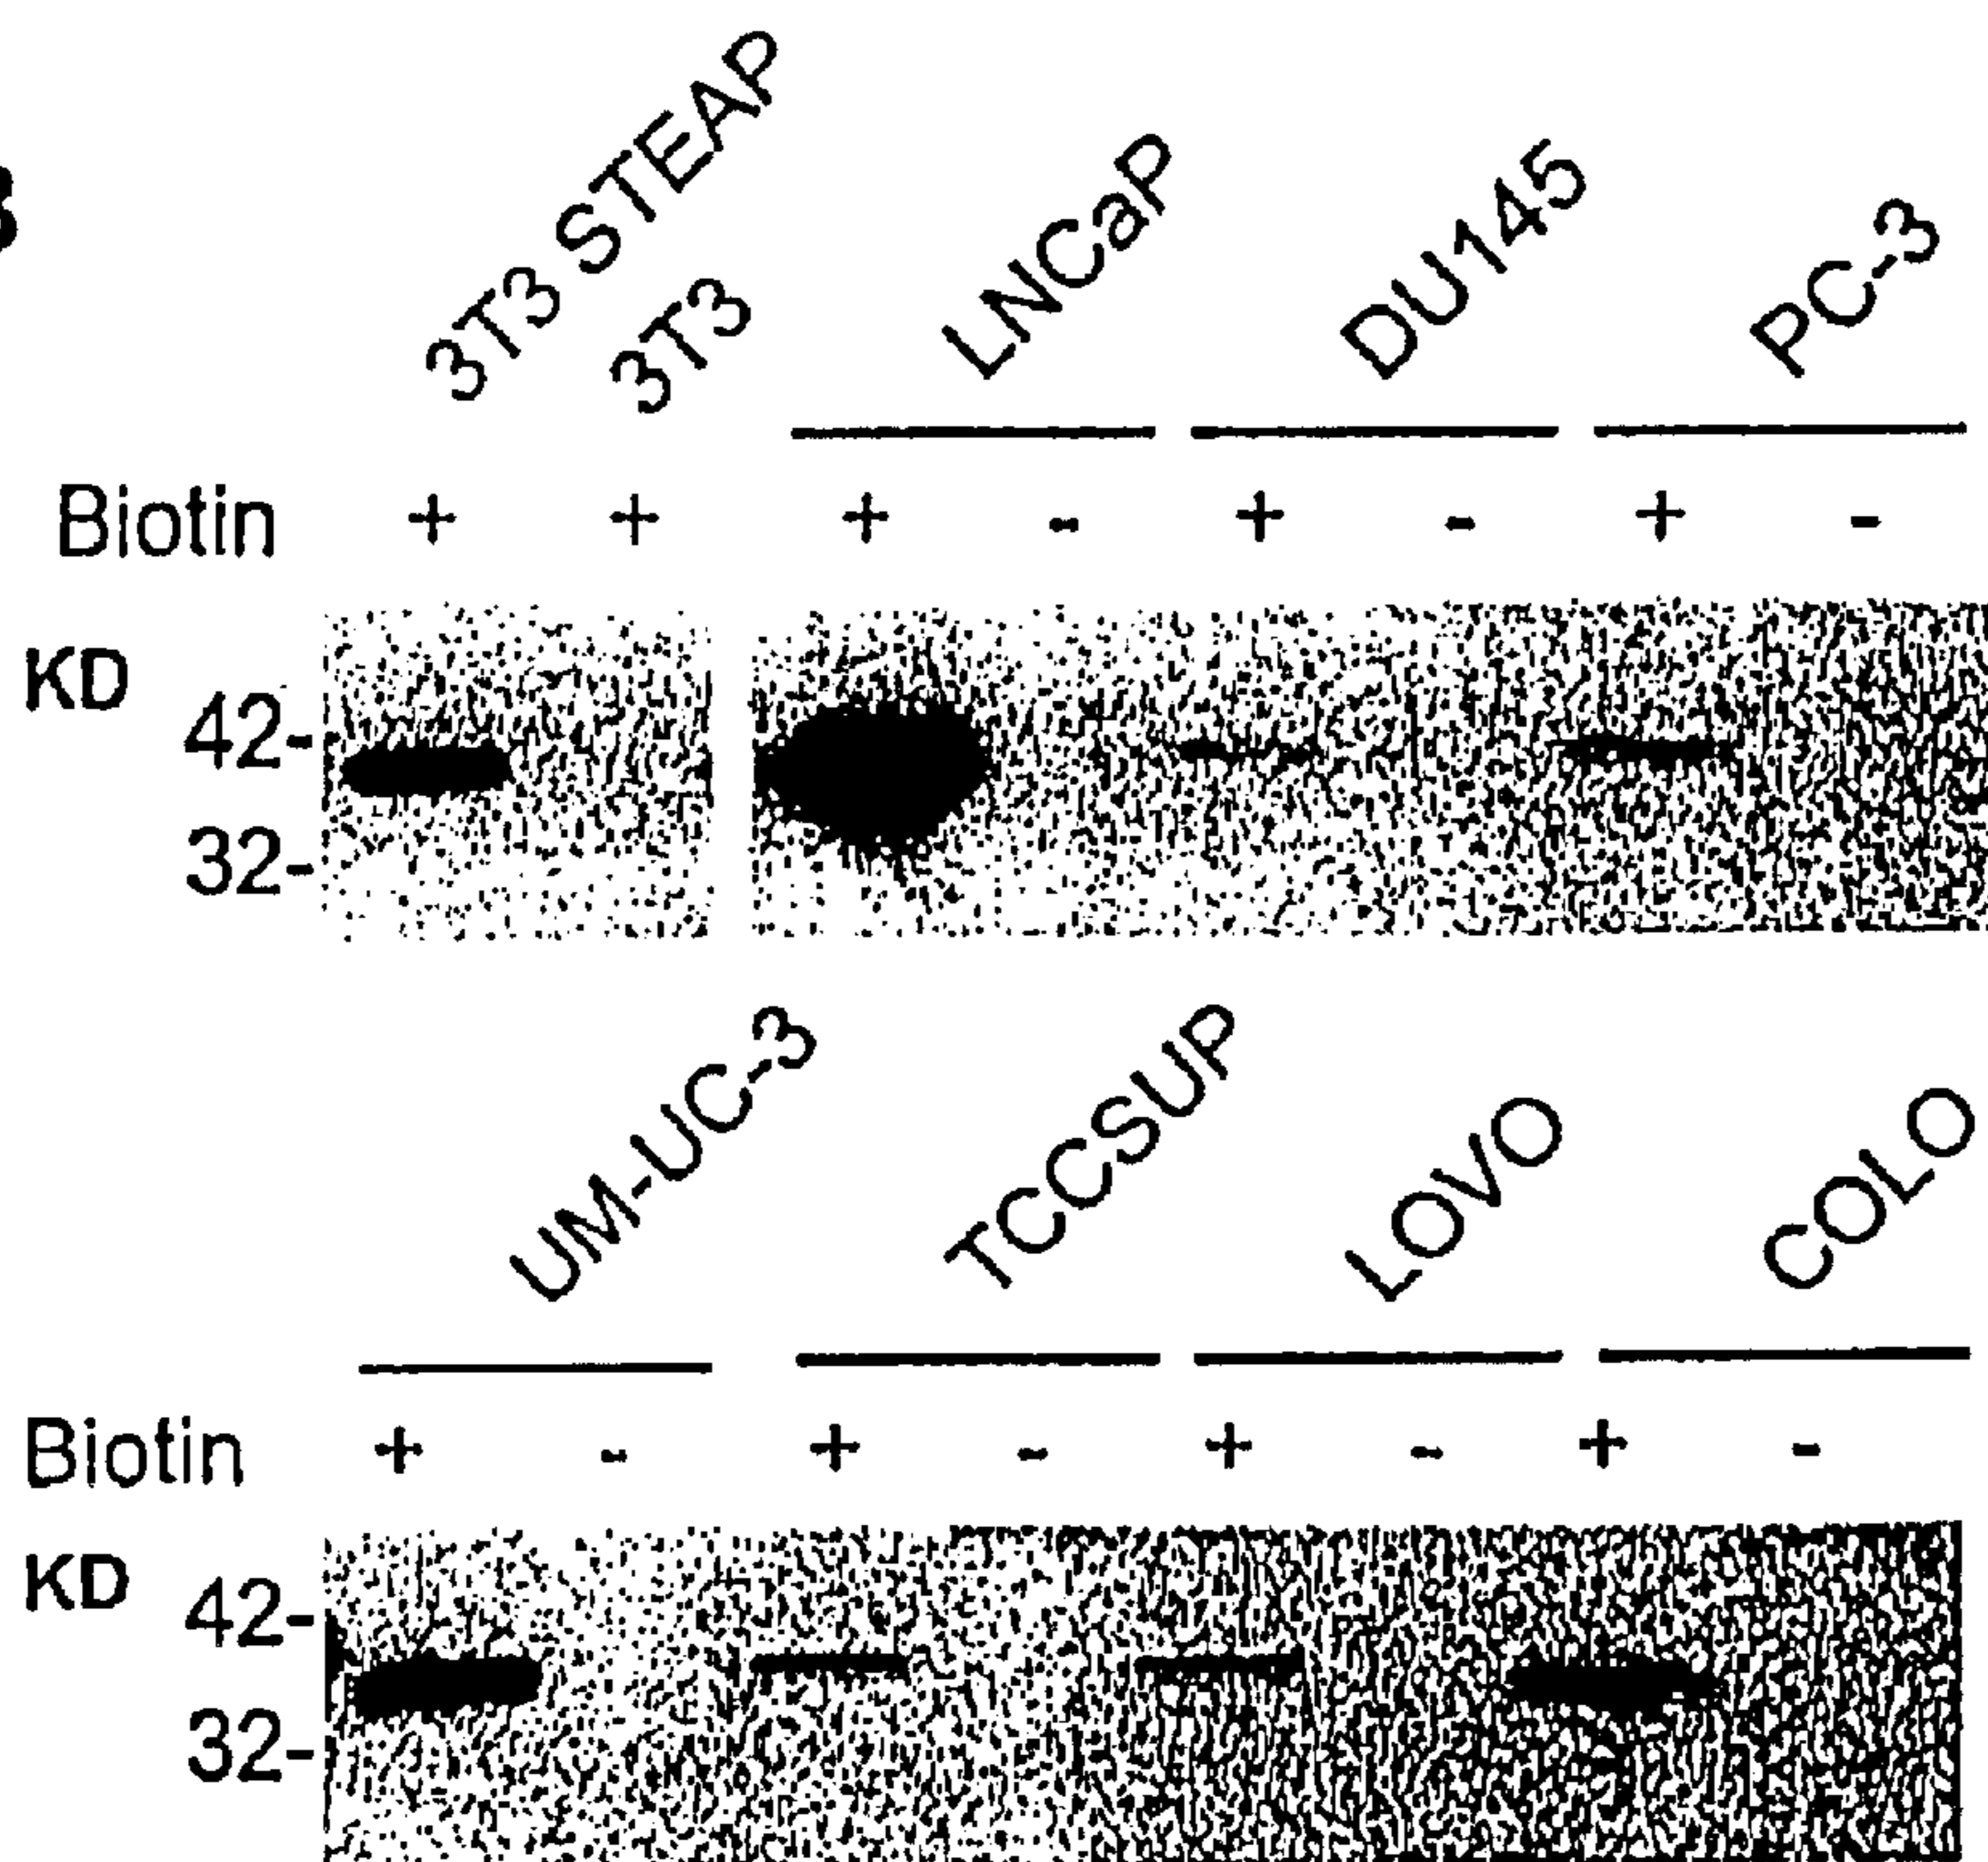 3T3 STEAP
3T3
LNCaP
DU145
PC-3
Biotin + + + - + - + -
KD
42-
32-
UM-UC-3
TCCSUP
LOVO
COLO
Biotin + - + - + - + -
KD
42-
32-